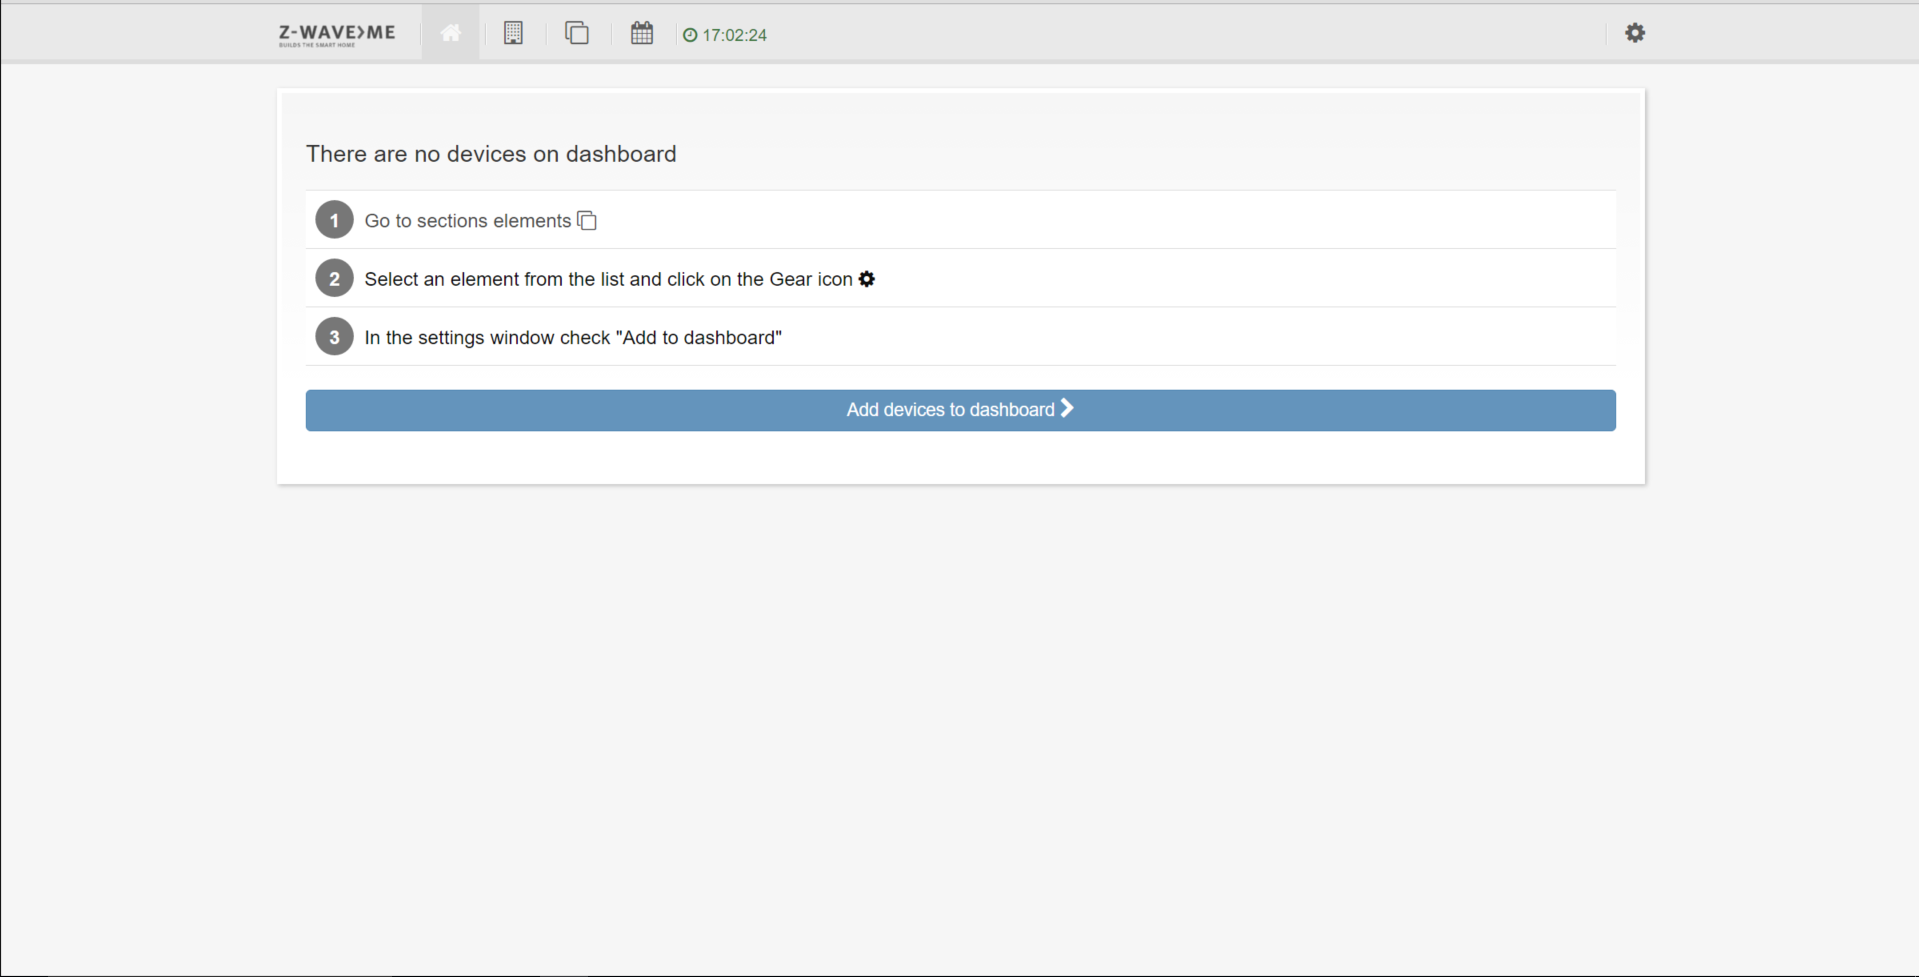 Z-WAVE>ME
BUILDS THE SMART HOME
17:02:24
There are no devices on dashboard
1 Go to sections elements
2 Select an element from the list and click on the Gear icon
3 In the settings window check "Add to dashboard"
Add devices to dashboard